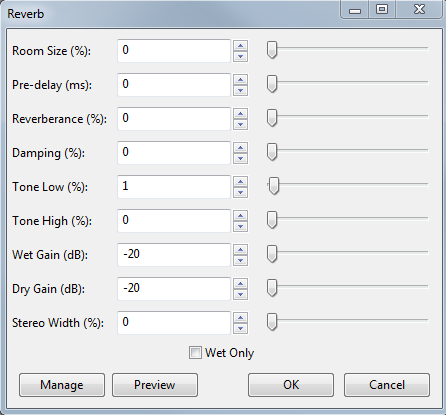 Reverb
Room Size (%): 0
Pre-delay (ms): 0
Reverberance (%): 0
Damping (%): 0
Tone Low (%): 1
Tone High (%): 0
Wet Gain (dB): -20
Dry Gain (dB): -20
Stereo Width (%): 0
Wet Only
Manage Preview OK Cancel